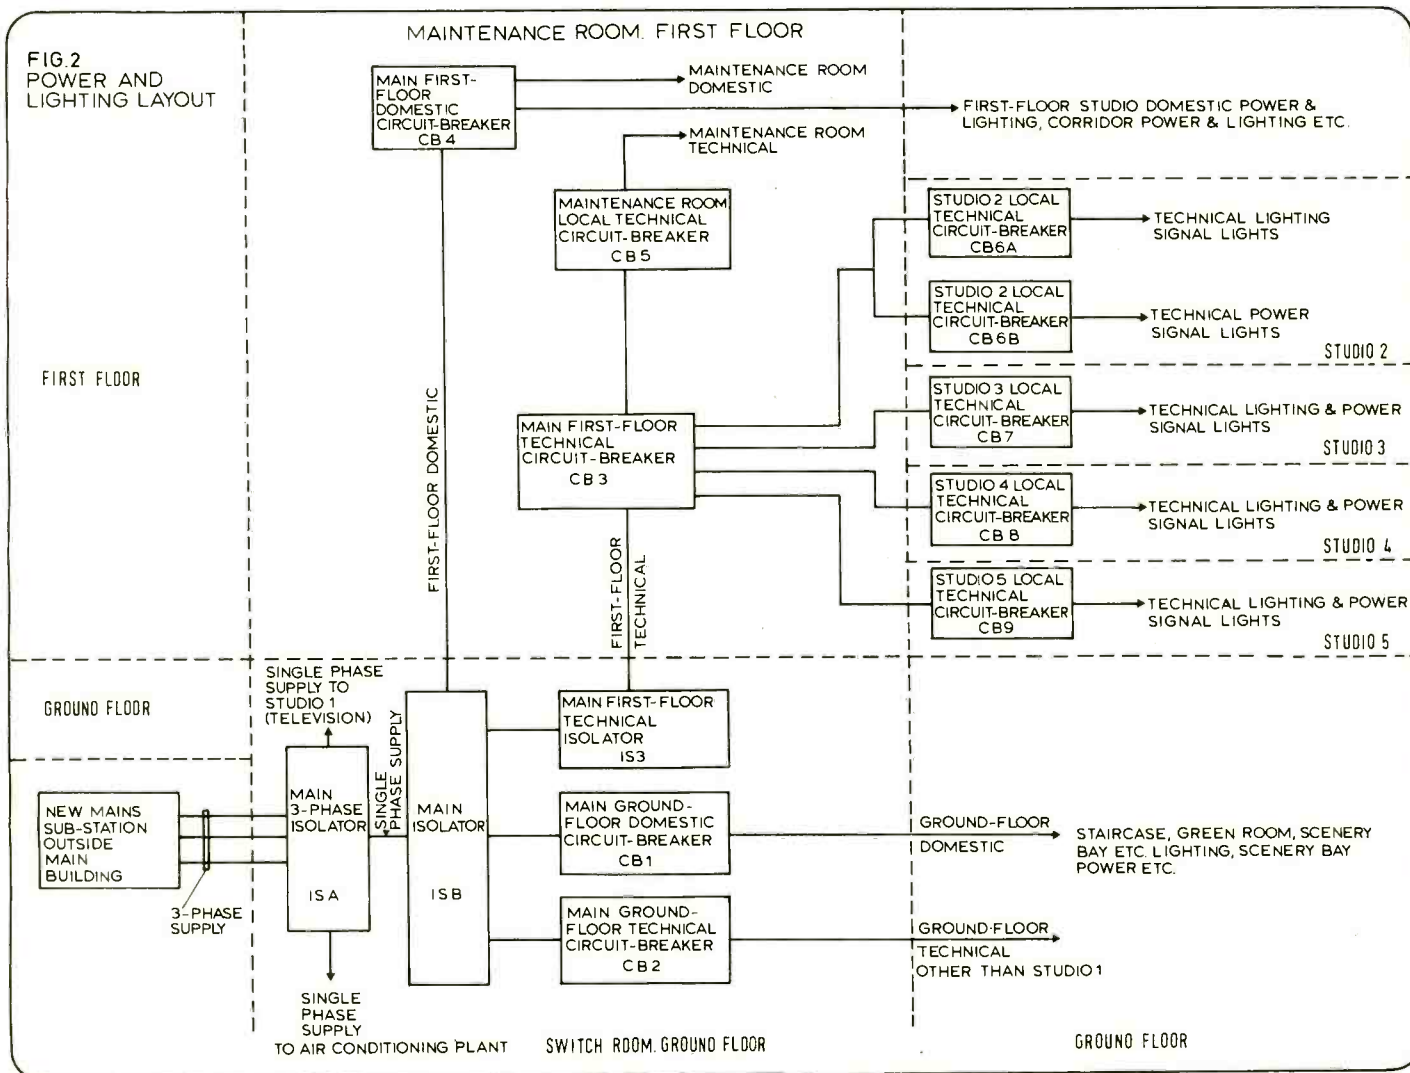 FIG.2
POWER AND
LIGHTING LAYOUT
MAINTENANCE ROOM. FIRST FLOOR
MAIN FIRST-
FLOOR
DOMESTIC
CIRCUIT-BREAKER
CB4
MAINTENANCE ROOM
DOMESTIC
FIRST-FLOOR STUDIO DOMESTIC POWER &
LIGHTING, CORRIDOR POWER & LIGHTING ETC.
MAINTENANCE ROOM
TECHNICAL
MAINTENANCE ROOM
LOCAL TECHNICAL
CIRCUIT-BREAKER
CB5
STUDIO 2 LOCAL
TECHNICAL
CIRCUIT-BREAKER
CB6A
TECHNICAL LIGHTING
SIGNAL LIGHTS
STUDIO 2 LOCAL
TECHNICAL
CIRCUIT-BREAKER
CB6B
TECHNICAL POWER
SIGNAL LIGHTS
STUDIO 2
FIRST FLOOR
FIRST-FLOOR DOMESTIC
MAIN FIRST-FLOOR
TECHNICAL
CIRCUIT-BREAKER
CB3
STUDIO 3 LOCAL
TECHNICAL
CIRCUIT-BREAKER
CB7
TECHNICAL LIGHTING & POWER
SIGNAL LIGHTS
STUDIO 3
STUDIO 4 LOCAL
TECHNICAL
CIRCUIT-BREAKER
CB8
TECHNICAL LIGHTING & POWER
SIGNAL LIGHTS
STUDIO 4
FIRST-FLOOR
TECHNICAL
STUDIO 5 LOCAL
TECHNICAL
CIRCUIT-BREAKER
CB9
TECHNICAL LIGHTING & POWER
SIGNAL LIGHTS
STUDIO 5
GROUND FLOOR
SINGLE PHASE
SUPPLY TO
STUDIO 1
(TELEVISION)
SINGLE
PHASE SUPPLY
MAIN FIRST-FLOOR
TECHNICAL
ISOLATOR
IS3
NEW MAINS
SUB-STATION
OUTSIDE
MAIN
BUILDING
3-PHASE
SUPPLY
MAIN
3-PHASE
ISOLATOR
ISA
MAIN
ISOLATOR
ISB
MAIN GROUND-
FLOOR DOMESTIC
CIRCUIT-BREAKER
CB1
GROUND-FLOOR
DOMESTIC
STAIRCASE, GREEN ROOM, SCENERY
BAY ETC. LIGHTING, SCENERY BAY
POWER ETC.
MAIN GROUND-
FLOOR TECHNICAL
CIRCUIT-BREAKER
CB2
GROUND-FLOOR
TECHNICAL
OTHER THAN STUDIO 1
SINGLE
PHASE
SUPPLY
TO AIR CONDITIONING PLANT
SWITCH ROOM. GROUND FLOOR
GROUND FLOOR